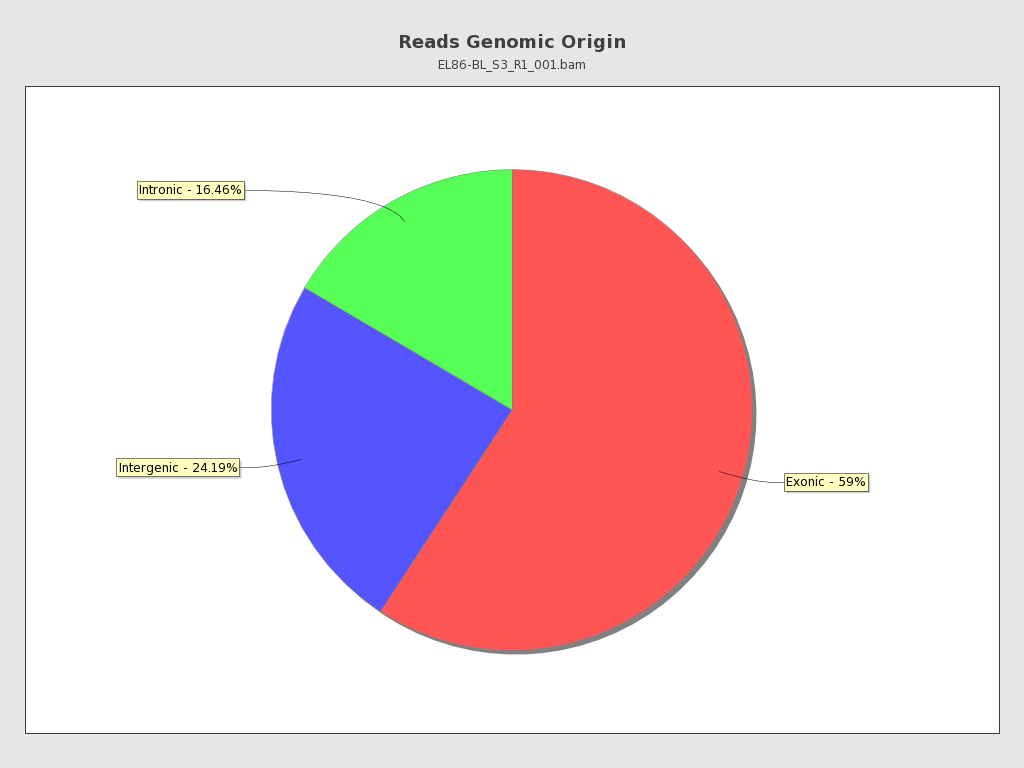 Reads Genomic Origin
EL86-BL_S3_R1_001.bam
Intronic - 16.46%
Intergenic - 24.19%
Exonic - 59%